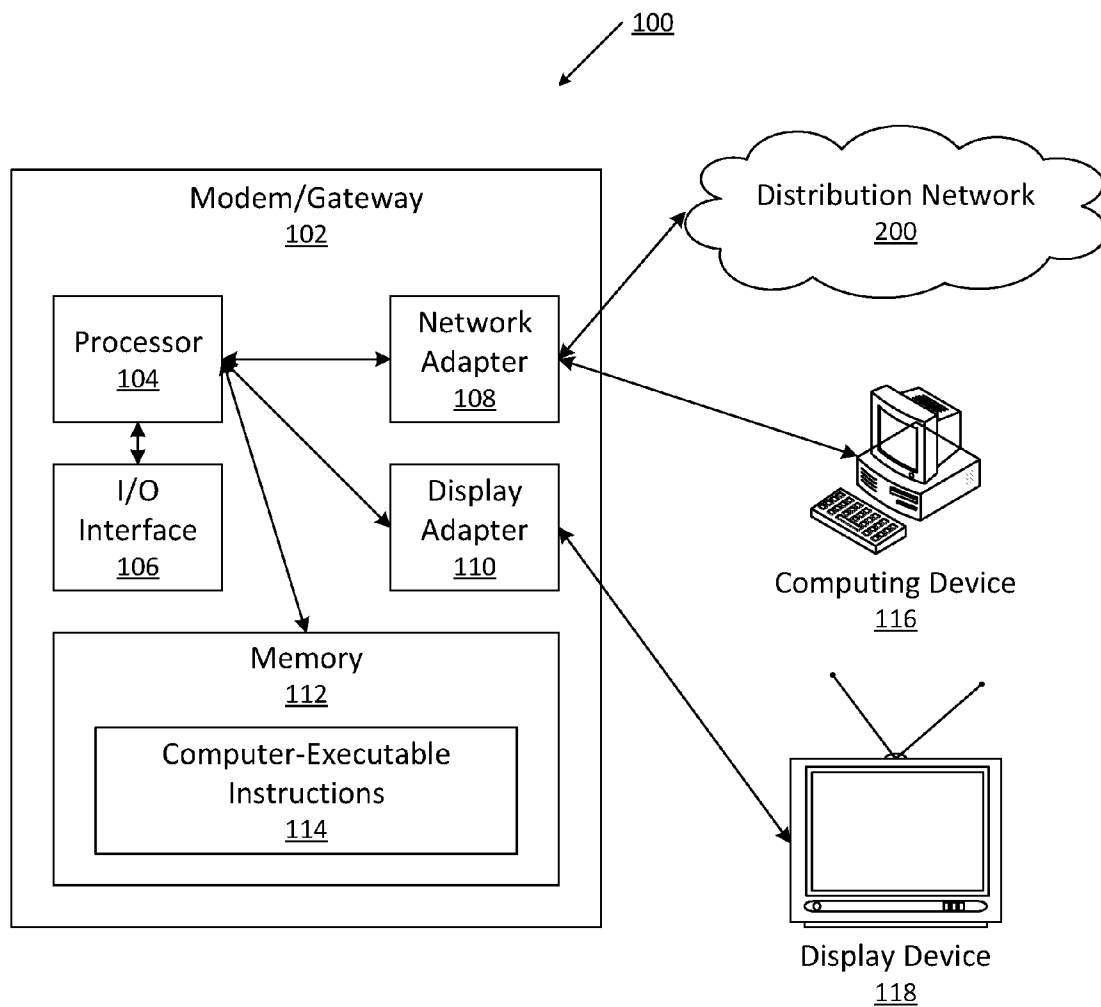 100
Modem/Gateway
102
Distribution Network
200
Processor
104
Network
Adapter
108
I/O
Interface
106
Display
Adapter
110
Computing Device
116
Memory
112
Computer-Executable
Instructions
114
Display Device
118